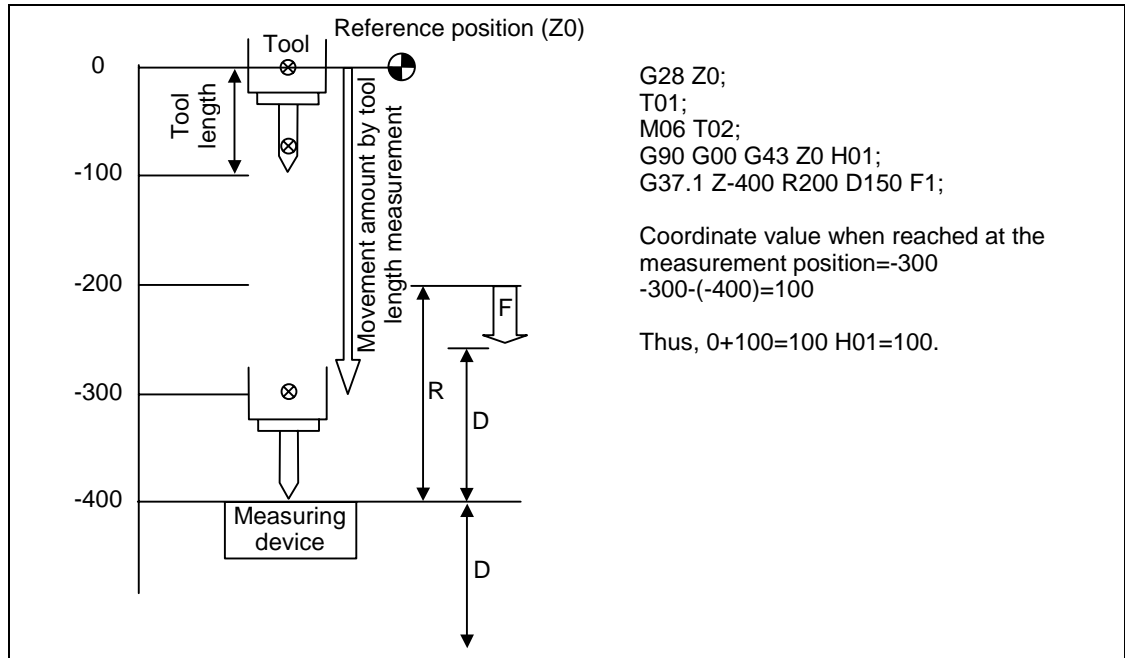 Reference position (Z0)
Tool
0
Tool
length
-100
-200
-300
-400
Movement amount by tool
length measurement
F
R
D
D
Measuring
device
G28 Z0;
T01;
M06 T02;
G90 G00 G43 Z0 H01;
G37.1 Z-400 R200 D150 F1;
Coordinate value when reached at the
measurement position=-300
-300-(-400)=100
Thus, 0+100=100 H01=100.